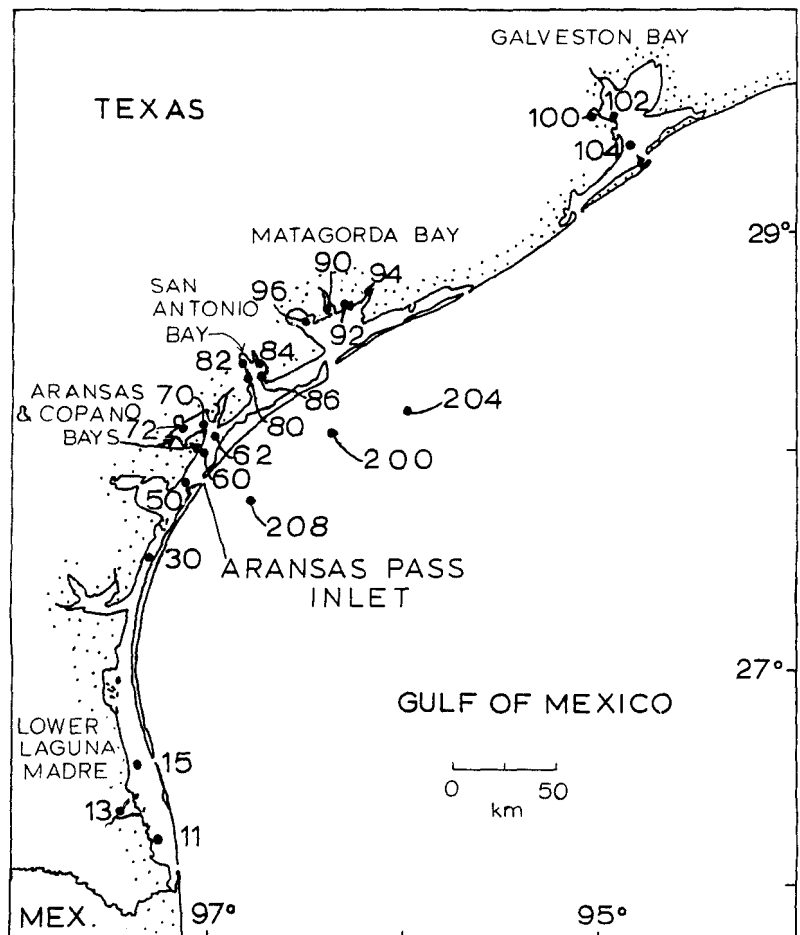 GALVESTON BAY
TEXAS
102
100
104
29°
MATAGORDA BAY
90
94
SAN
ANTONIO
BAY
96
92
82
84
86
80
ARANSAS
& COPANO
BAYS
70
72
62
60
204
200
50
208
30
ARANSAS PASS
INLET
27°
GULF OF MEXICO
LOWER
LAGUNA
MADRE
15
13
11
0 50
km
MEX.
97°
95°